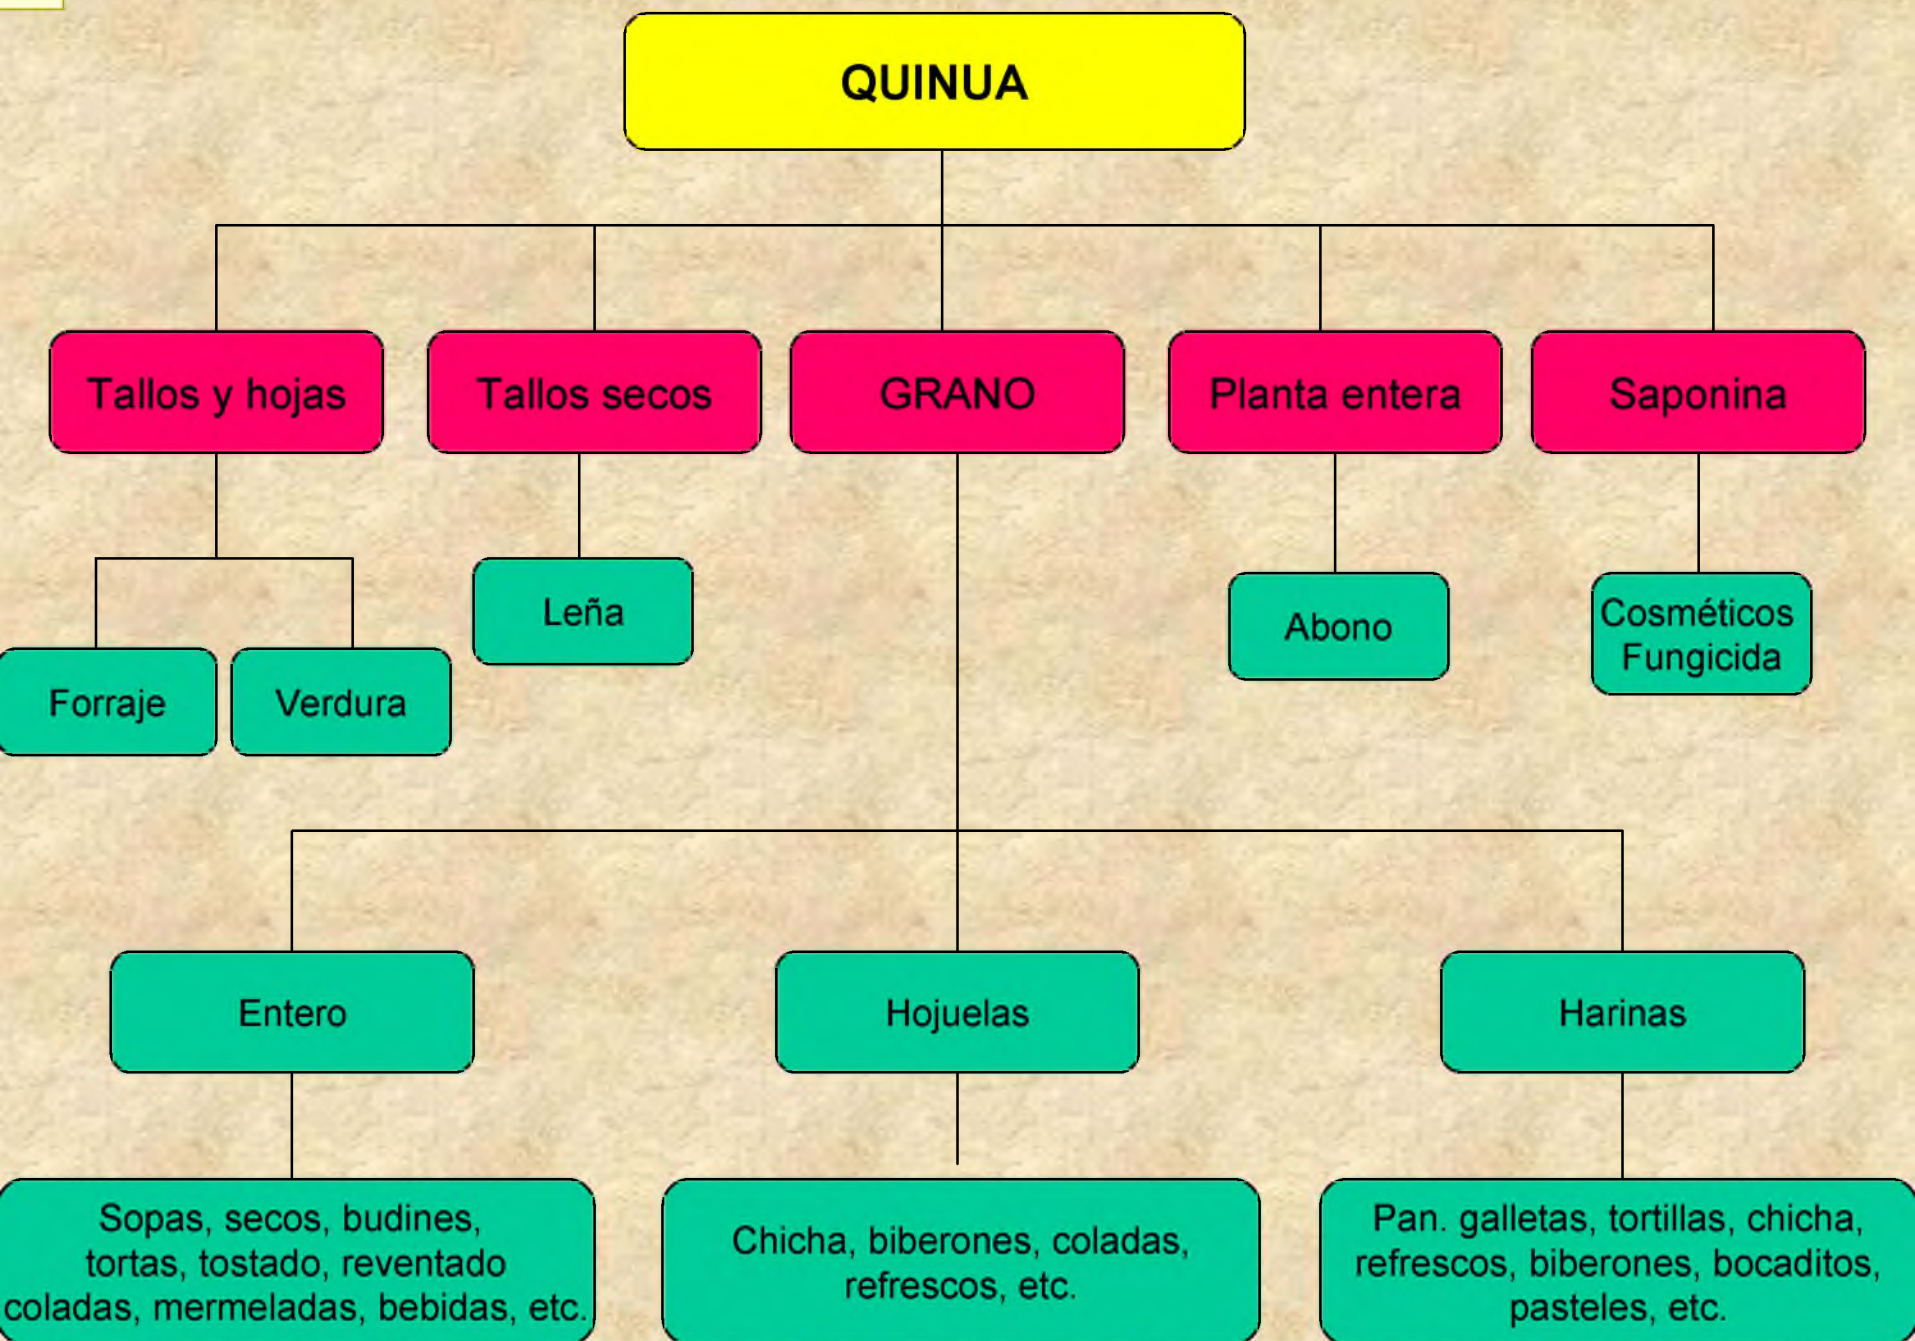 QUINUA
Tallos y hojas
Tallos secos
GRANO
Planta entera
Saponina
Leña
Abono
Cosméticos
Fungicida
Forraje
Verdura
Entero
Hojuelas
Harinas
Sopas, secos, budines,
tortas, tostado, reventado
coladas, mermeladas, bebidas, etc.
Chicha, biberones, coladas,
refrescos, etc.
Pan. galletas, tortillas, chicha,
refrescos, biberones, bocaditos,
pasteles, etc.